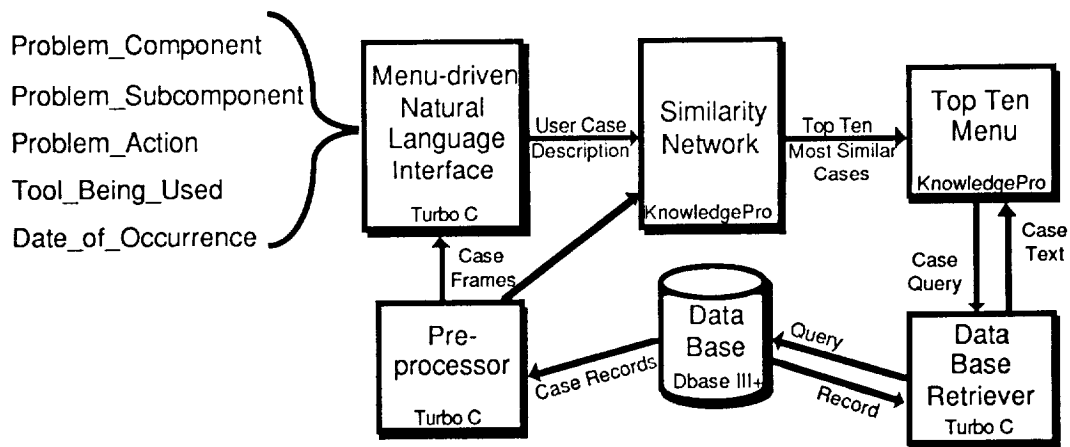 Problem_Component
Problem_Subcomponent
Problem_Action
Tool_Being_Used
Date_of_Occurrence
Menu-driven
Natural
Language
Interface
Turbo C
User Case
Description
Similarity
Network
KnowledgePro
Top Ten
Most Similar
Cases
Top Ten
Menu
KnowledgePro
Case
Frames
Case
Query
Case
Text
Pre-
processor
Turbo C
Case Records
Data
Base
Dbase III+
Query
Record
Data
Base
Retriever
Turbo C